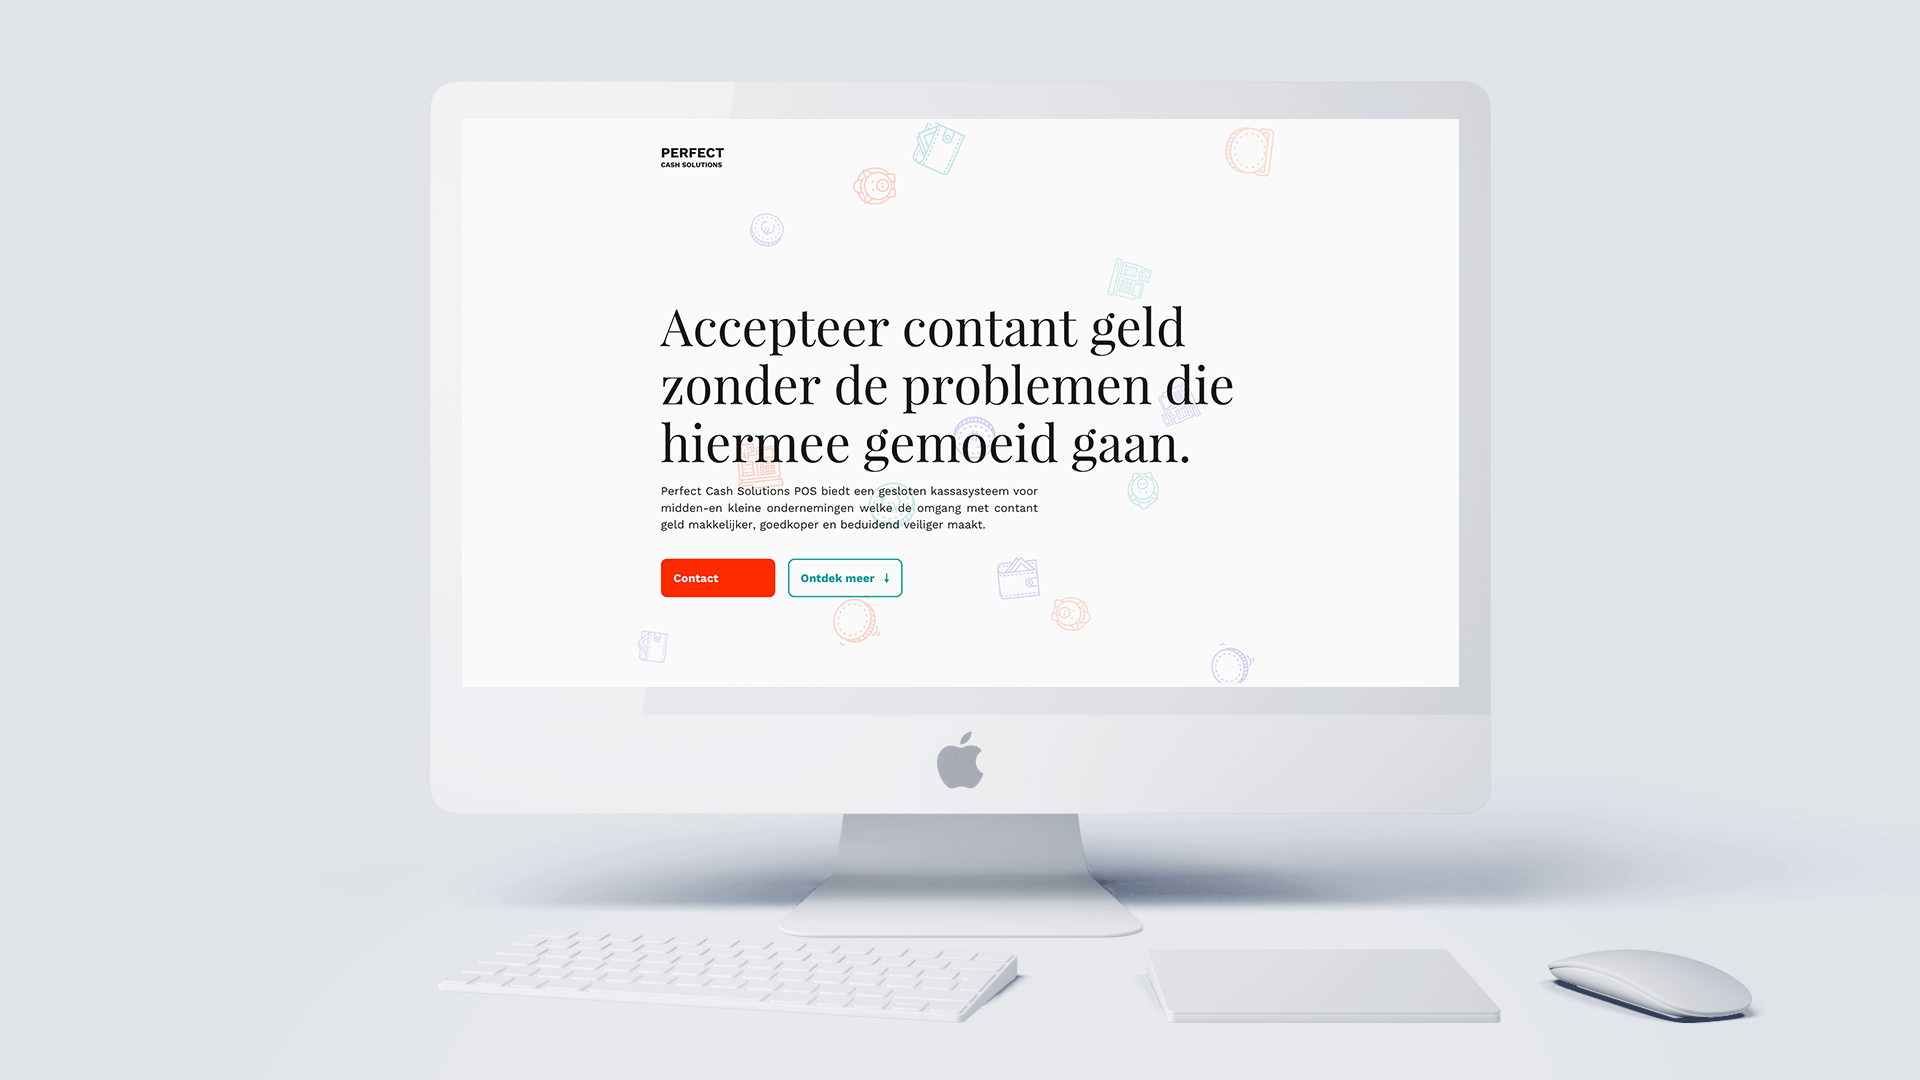 PERFECT
CASH SOLUTIONS
Accepteer contant geld
zonder de problemen die
hiermee gemoeid gaan.
Perfect Cash Solutions POS biedt een gesloten kassasysteem voor
midden-en kleine ondernemingen welke de omgang met contant
geld makkelijker, goedkoper en beduidend veiliger maakt.
Contact
Ontdek meer ↓